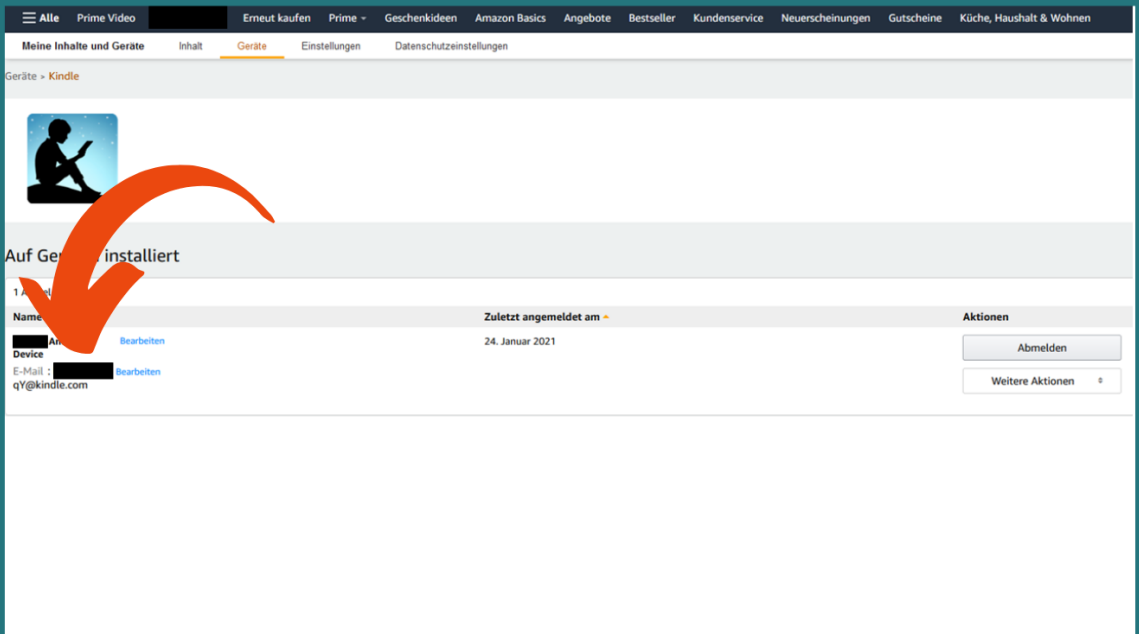 Alle Prime Video Erneut kaufen Prime Geschenkideen Amazon Basics Angebote Bestseller Kundenservice Neuerscheinungen Gutscheine Küche, Haushalt & Wohnen
Meine Inhalte und Geräte Inhalt Geräte Einstellungen Datenschutzeinstellungen
Geräte » Kindle
Auf installiert
1
Name Zuletzt angemeldet am Aktionen
Bearbeiten 24. Januar 2021 Abmelden
Device
E-Mail : Bearbeiten Weitere Aktionen
qY@kindle.com